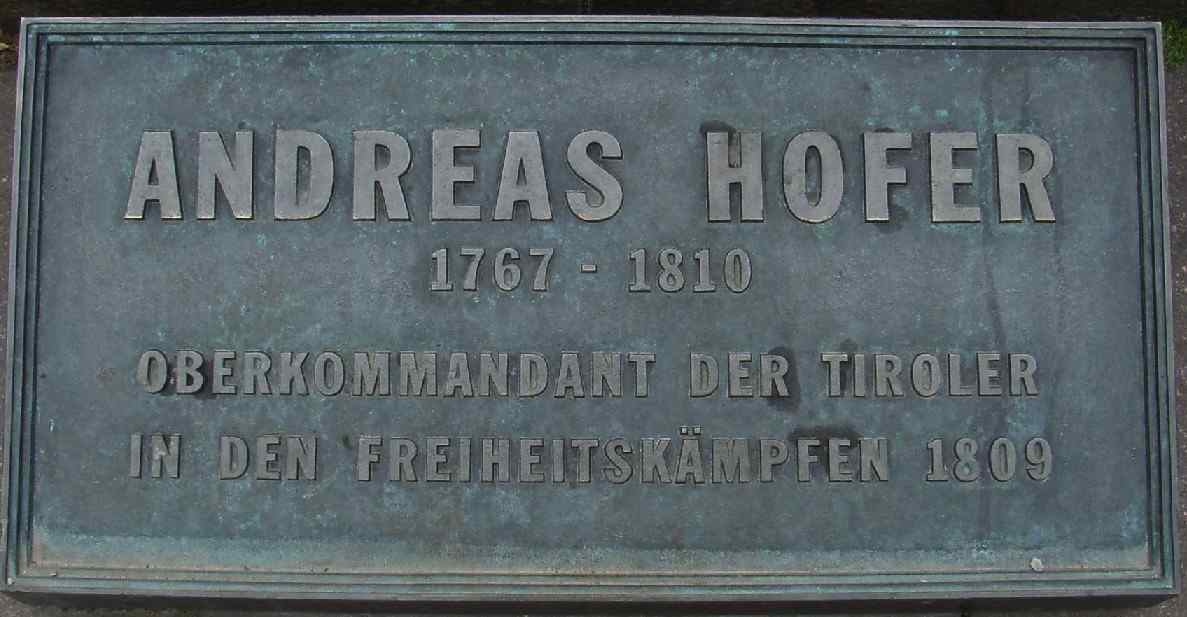 ANDREAS HOFER
1767 - 1810
OBERKOMMANDANT DER TIROLER
IN DEN FREIHEITSKÄMPFEN 1809